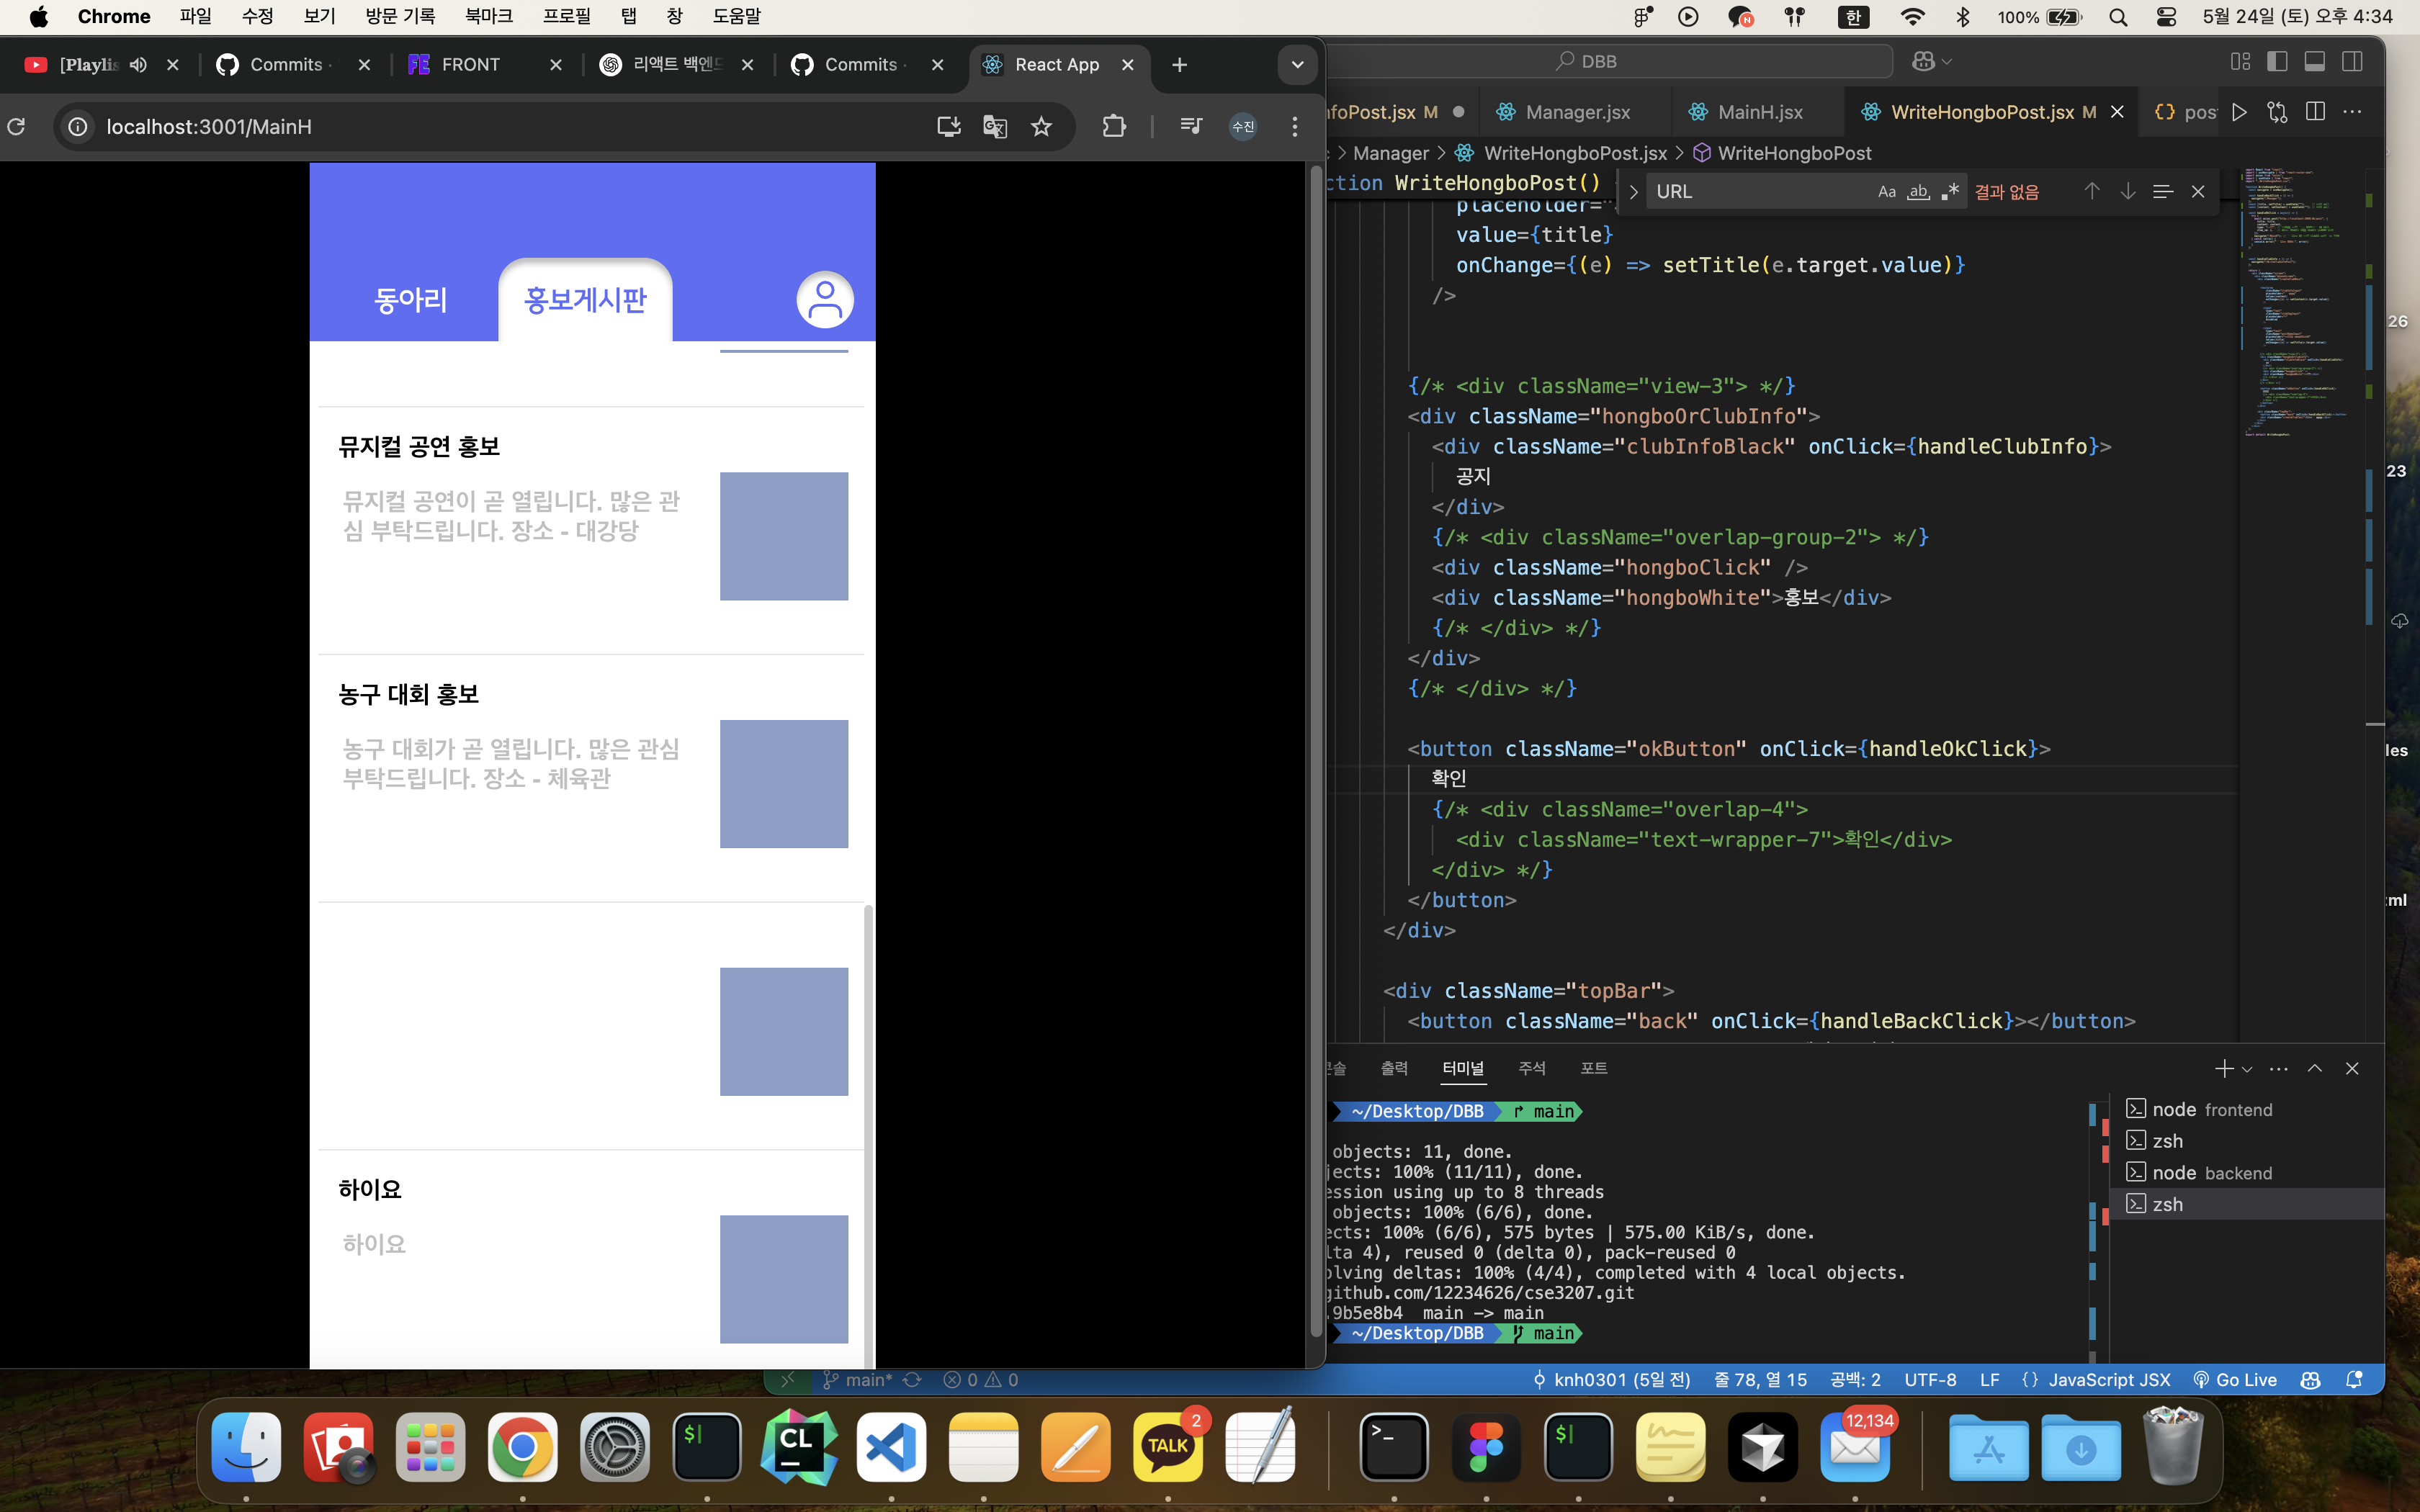 Chrome 파일 수정 보기 방문 기록 북마크 프로필 탭 창 도움말
한 100% 5월 24일 (토) 오후 4:34
[Playlis
Commits ·
FRONT
리액트 백엔드
Commits ·
React App
localhost:3001/MainH
수진
동아리
홍보게시판
뮤지컬 공연 홍보
뮤지컬 공연이 곧 열립니다. 많은 관
심 부탁드립니다. 장소 - 대강당
농구 대회 홍보
농구 대회가 곧 열립니다. 많은 관심
부탁드립니다. 장소 - 체육관
하이요
하이요
DBB
foPost.jsx M
Manager.jsx
MainH.jsx
WriteHongboPost.jsx M
{} pos
Manager > WriteHongboPost.jsx > WriteHongboPost
ction WriteHongboPost()
URL
Aa ab .* 결과 없음
placeholder="
value={title}
onChange={(e) => setTitle(e.target.value)}
/>
{/* <div className="view-3"> */}
<div className="hongboOrClubInfo">
<div className="clubInfoBlack" onClick={handleClubInfo}>
공지
</div>
{/* <div className="overlap-group-2"> */}
<div className="hongboClick" />
<div className="hongboWhite">홍보</div>
{/* </div> */}
</div>
{/* </div> */}
<button className="okButton" onClick={handleOkClick}>
확인
{/* <div className="overlap-4">
<div className="text-wrapper-7">확인</div>
</div> */}
</button>
</div>
<div className="topBar">
<button className="back" onClick={handleBackClick}></button>
26
23
les
ml
솔 출력 터미널 주석 포트
~/Desktop/DBB main
objects: 11, done.
jects: 100% (11/11), done.
ession using up to 8 threads
objects: 100% (6/6), done.
ects: 100% (6/6), 575 bytes | 575.00 KiB/s, done.
lta 4), reused 0 (delta 0), pack-reused 0
olving deltas: 100% (4/4), completed with 4 local objects.
github.com/12234626/cse3207.git
.9b5e8b4 main -> main
~/Desktop/DBB main
node frontend
zsh
node backend
zsh
main* 0 0
knh0301 (5일 전) 줄 78, 열 15 공백: 2 UTF-8 LF {} JavaScript JSX Go Live
$|
CL
TALK
2
>_
$|
12,134